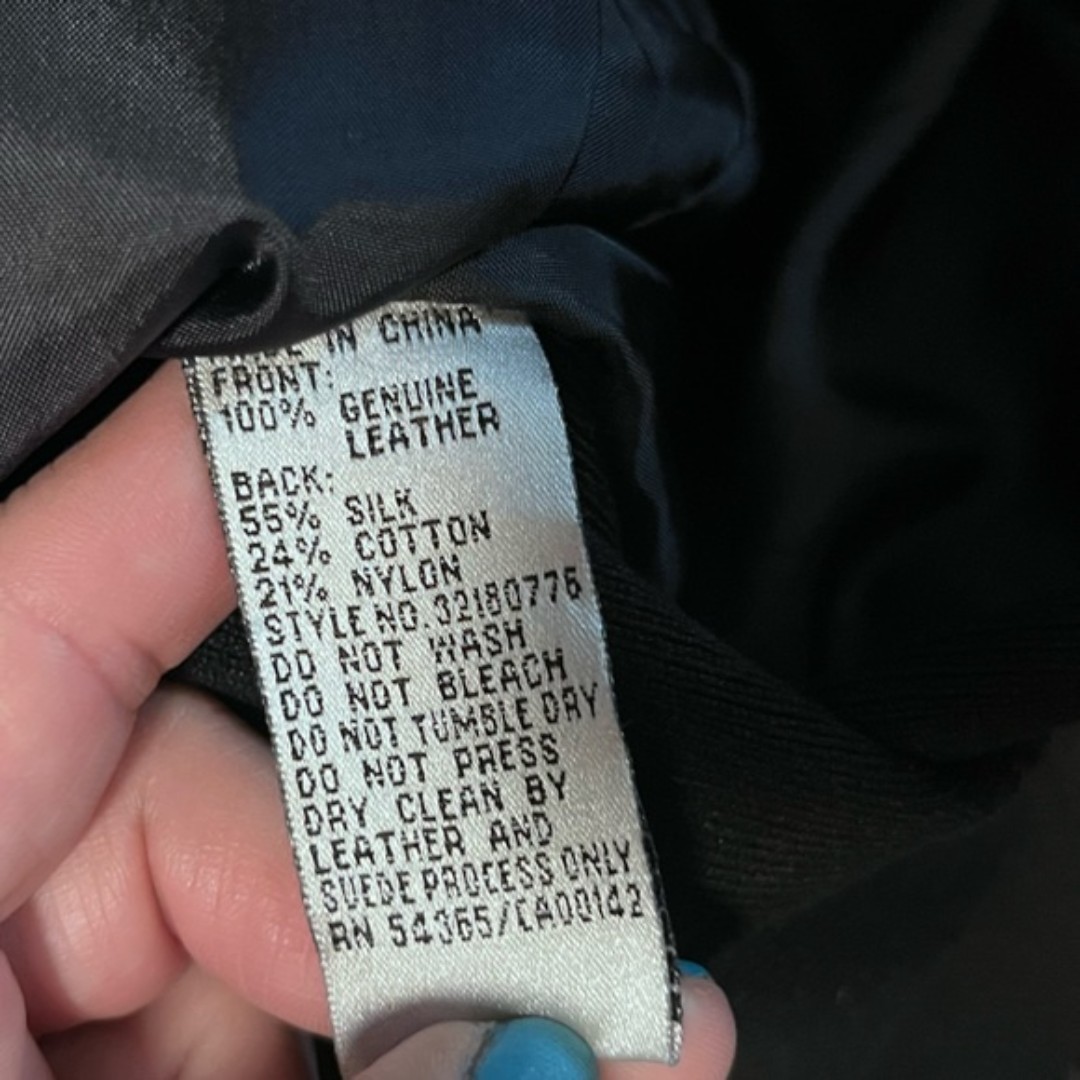 MADE IN CHINA
FRONT:
100% GENUINE
LEATHER
BACK:
55% SILK
24% COTTON
21% NYLON
STYLE NO. 32180776
DO NOT WASH
DO NOT BLEACH
DO NOT TUMBLE DRY
DO NOT PRESS
DRY CLEAN BY
LEATHER AND
SUEDE PROCESS ONLY
RN 54365/CA00142